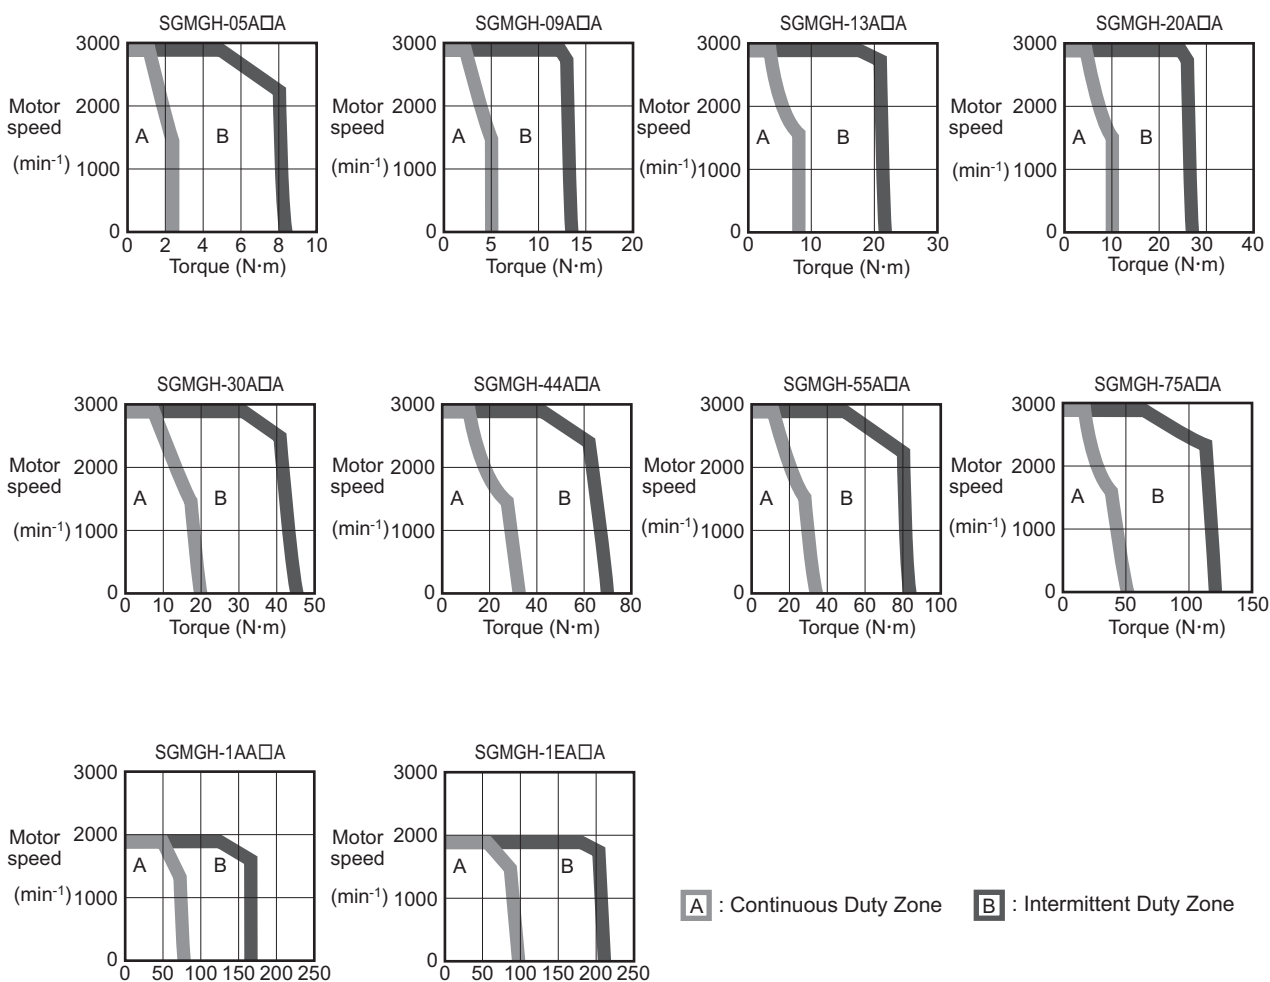 SGMGH-05A□A
3000
2000
1000
0
Motor
speed
(min-1)
A
B
0 2 4 6 8 10
Torque (N·m)
SGMGH-09A□A
3000
2000
1000
0
Motor
speed
(min-1)
A
B
0 5 10 15 20
Torque (N·m)
SGMGH-13A□A
3000
2000
1000
0
Motor
speed
(min-1)
A
B
0 10 20 30
Torque (N·m)
SGMGH-20A□A
3000
2000
1000
0
Motor
speed
(min-1)
A
B
0 10 20 30 40
Torque (N·m)
SGMGH-30A□A
3000
2000
1000
0
Motor
speed
(min-1)
A
B
0 10 20 30 40 50
Torque (N·m)
SGMGH-44A□A
3000
2000
1000
0
Motor
speed
(min-1)
A
B
0 20 40 60 80
Torque (N·m)
SGMGH-55A□A
3000
2000
1000
0
Motor
speed
(min-1)
A
B
0 20 40 60 80 100
Torque (N·m)
SGMGH-75A□A
3000
2000
1000
0
Motor
speed
(min-1)
A
B
0 50 100 150
Torque (N·m)
SGMGH-1AA□A
3000
2000
1000
0
Motor
speed
(min-1)
A
B
0 50 100 150 200 250
SGMGH-1EA□A
3000
2000
1000
0
Motor
speed
(min-1)
A
B
0 50 100 150 200 250
A : Continuous Duty Zone
B : Intermittent Duty Zone